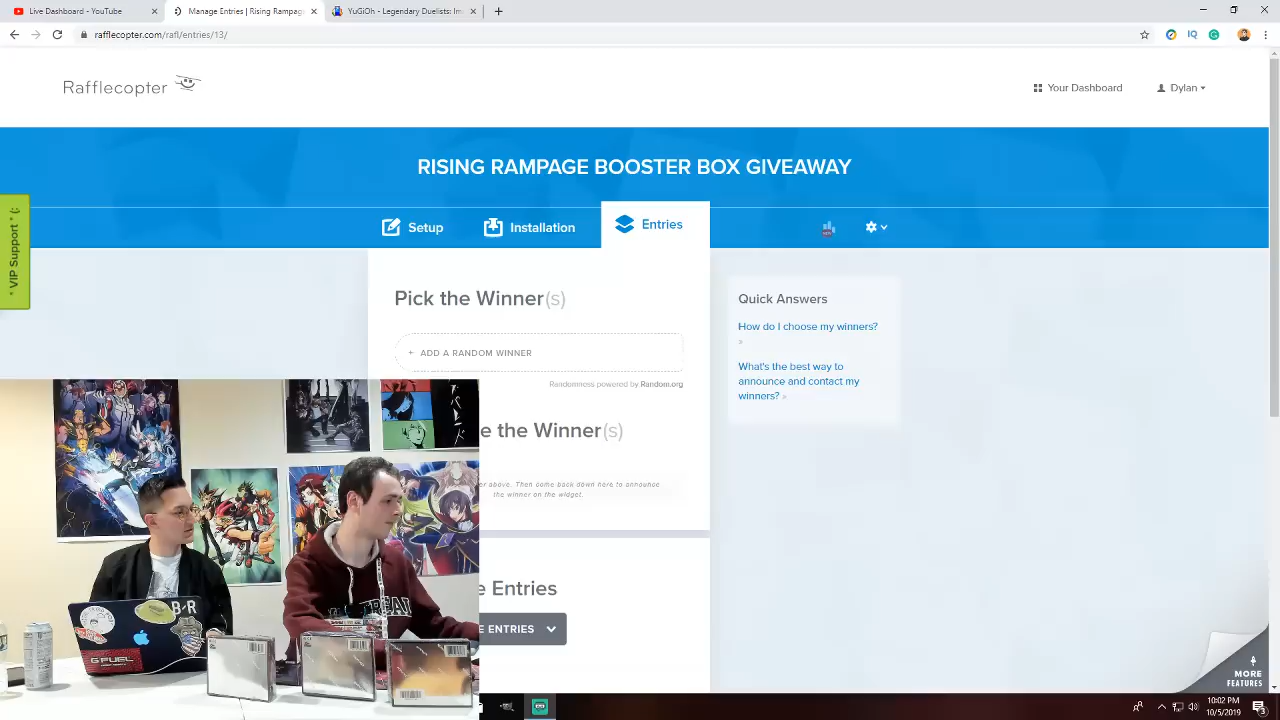 Live Dashboard - YouTube
Manage Entries | Rising Rampag
YuGiOh - Legendary Duelists: Im
rafflecopter.com/rafl/entries/13/
Rafflecopter
Your Dashboard
Dylan
RISING RAMPAGE BOOSTER BOX GIVEAWAY
Setup
Installation
Entries
* VIP Support * (:
Pick the Winner(s)
+ ADD A RANDOM WINNER
Randomness powered by Random.org
Quick Answers
How do I choose my winners?
»
What's the best way to
announce and contact my
winners? »
e the Winner(s)
er above. Then come back down here to announce
the winner on the widget.
e Entries
E ENTRIES
B R
G FUEL
MORE
FEATURES
10:02 PM
10/5/2019